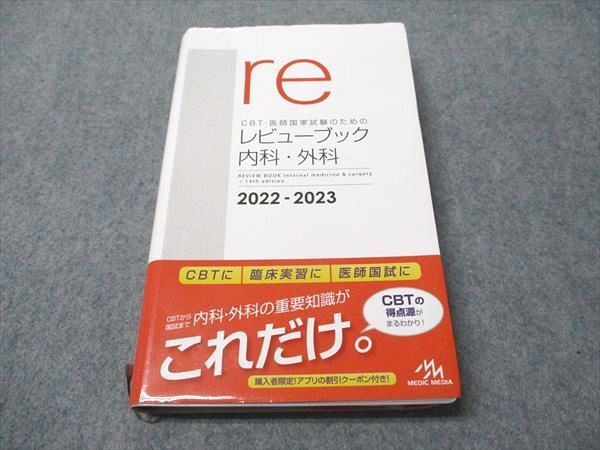 re
CBT・医師国家試験のための
レビューブック
内科・外科
REVIEW BOOK internal medicine & surgery
/ 14th edition
2022-2023
CBTに 臨床実習に 医師国試に
CBTから
国試まで
内科・外科の重要知識が
これだけ。
CBTの
得点源が
まるわかり!
購入者限定!アプリの割引クーポン付き!
MEDIC MEDIA